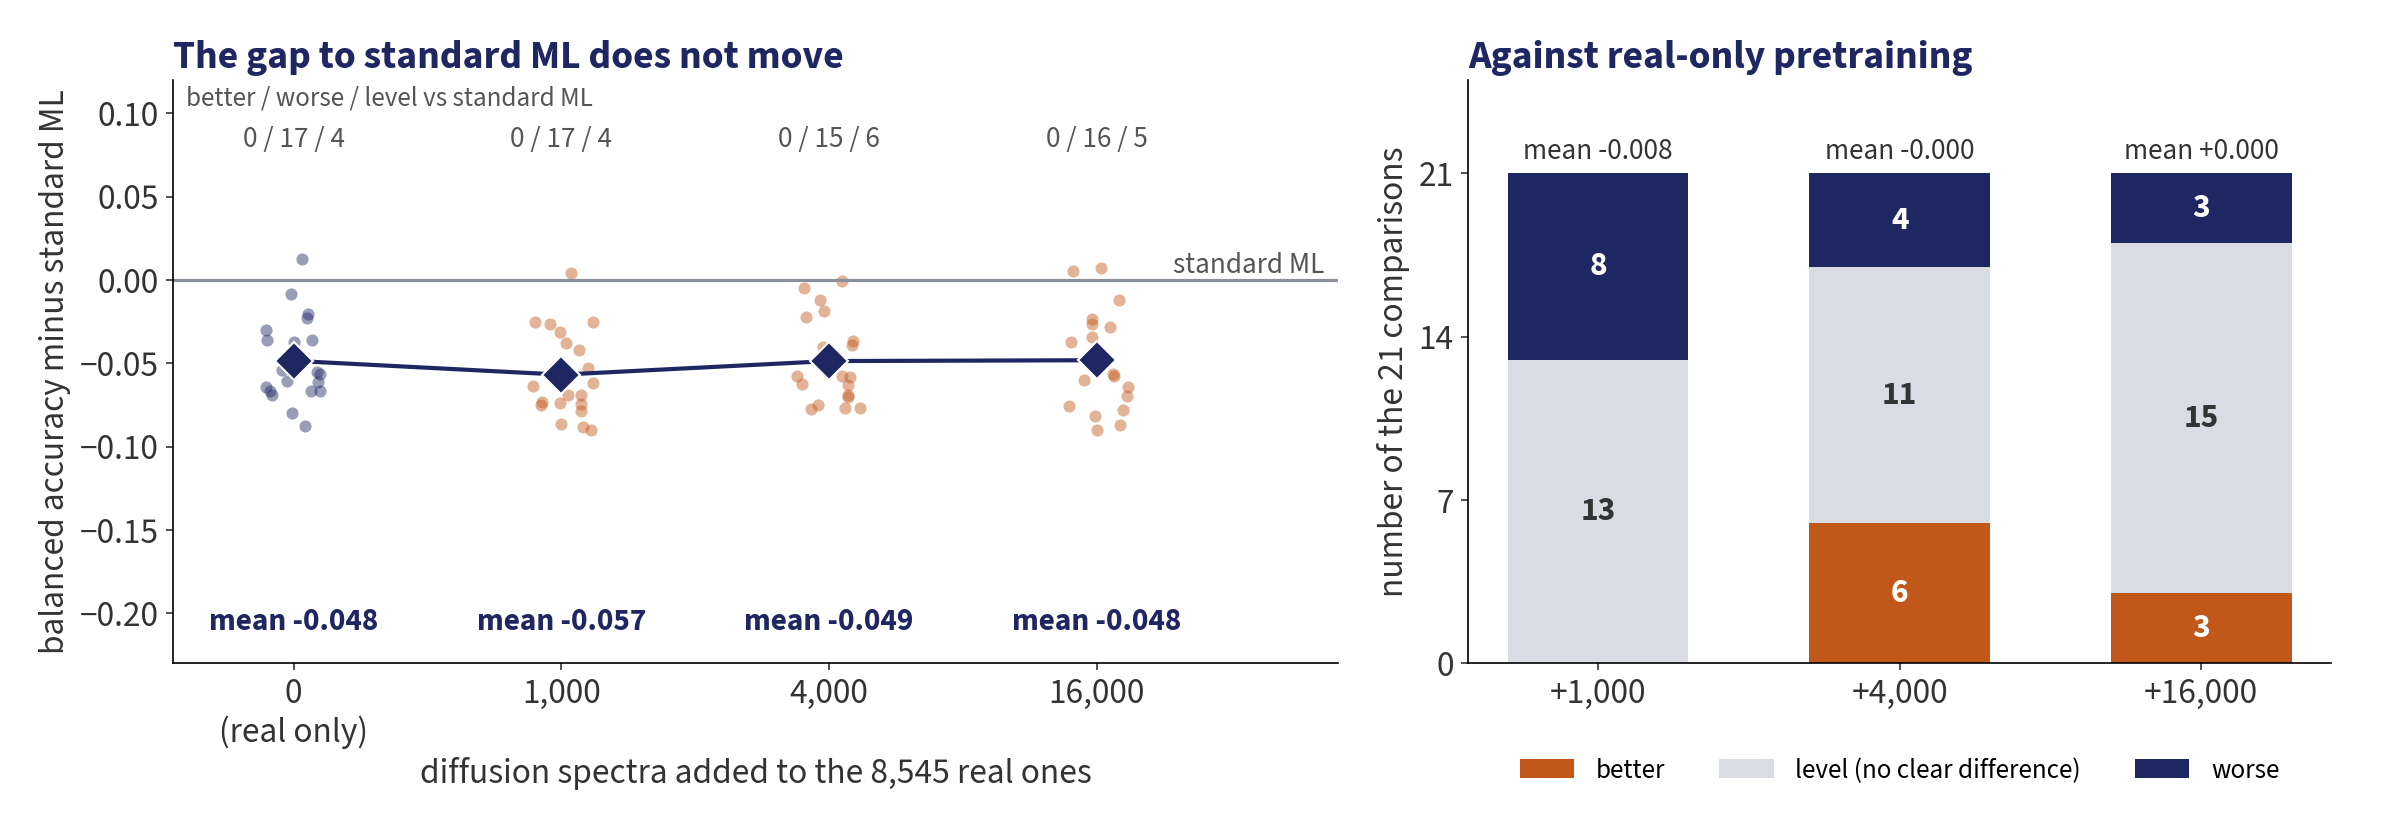 The gap to standard ML does not move
better / worse / level vs standard ML
0 / 17 / 4
0 / 17 / 4
0 / 15 / 6
0 / 16 / 5
balanced accuracy minus standard ML
0.10
0.05
0.00
−0.05
−0.10
−0.15
−0.20
standard ML
mean -0.048
mean -0.057
mean -0.049
mean -0.048
0
(real only)
1,000
4,000
16,000
diffusion spectra added to the 8,545 real ones
Against real-only pretraining
number of the 21 comparisons
21
14
7
0
mean -0.008
mean -0.000
mean +0.000
8
13
4
11
6
3
15
3
+1,000
+4,000
+16,000
better
level (no clear difference)
worse